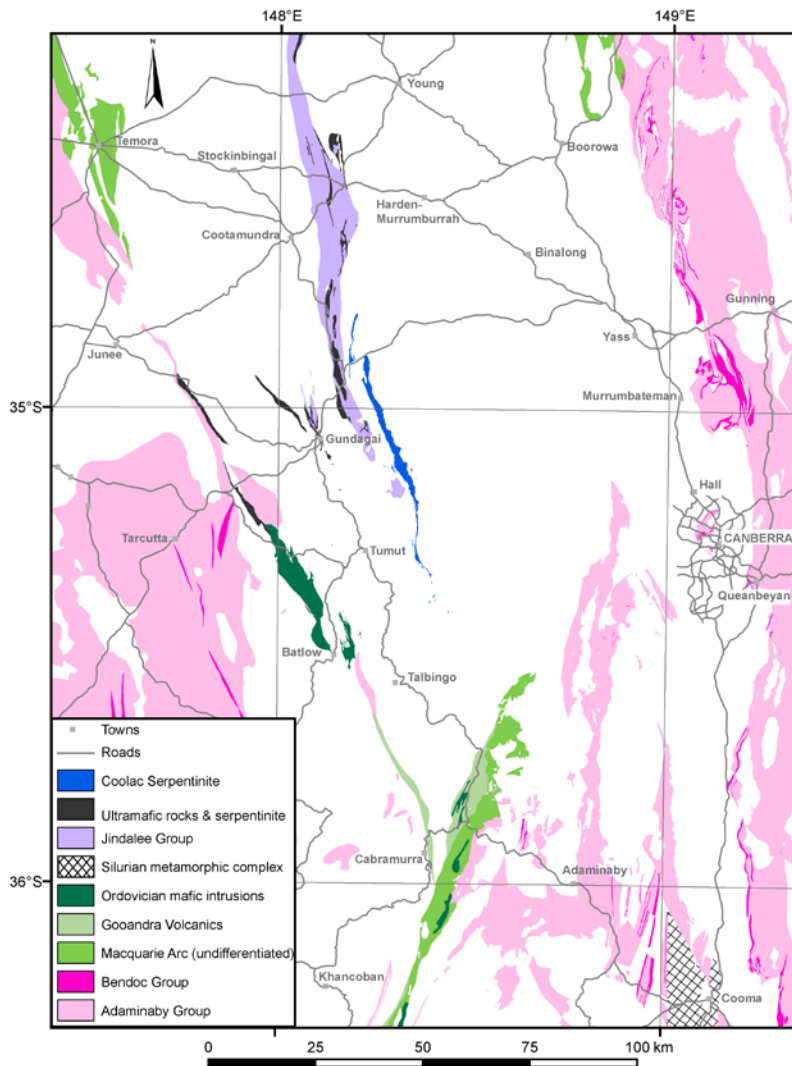 148°E
149°E
N
Young
Temora
Boorowa
Stockinbingal
Harden-
Murrumburrah
Cootamundra
Binalong
Gunning
Yass
Junee
Murrumbateman
35°S
Gundagai
Hall
Tarcutta
CANBERRA
Tumut
Queanbeyan
Batlow
Talbingo
Towns
Roads
Coolac Serpentinite
Ultramafic rocks & serpentinite
Jindalee Group
Silurian metamorphic complex
Ordovician mafic intrusions
Gooandra Volcanics
Macquarie Arc (undifferentiated)
Bendoc Group
Adaminaby Group
Cabramurra
Adaminaby
36°S
Khancoban
Cooma
0 25 50 75 100 km